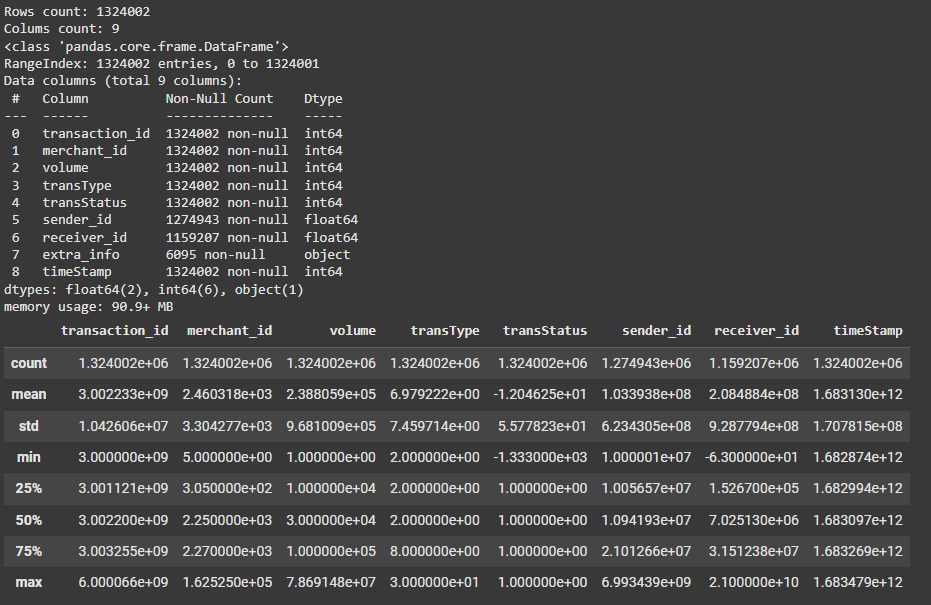 Rows count: 1324002
Colums count: 9
<class 'pandas.core.frame.DataFrame'>
RangeIndex: 1324002 entries, 0 to 1324001
Data columns (total 9 columns):
 #   Column          Non-Null Count    Dtype
---  ------          --------------    -----
 0   transaction_id  1324002 non-null  int64
 1   merchant_id     1324002 non-null  int64
 2   volume          1324002 non-null  int64
 3   transType       1324002 non-null  int64
 4   transStatus     1324002 non-null  int64
 5   sender_id       1274943 non-null  float64
 6   receiver_id     1159207 non-null  float64
 7   extra_info      6095 non-null     object
 8   timeStamp       1324002 non-null  int64
dtypes: float64(2), int64(6), object(1)
memory usage: 90.9+ MB
transaction_id merchant_id volume transType transStatus sender_id receiver_id timeStamp
count 1.324002e+06 1.324002e+06 1.324002e+06 1.324002e+06 1.324002e+06 1.274943e+06 1.159207e+06 1.324002e+06
mean 3.002233e+09 2.460318e+03 2.388059e+05 6.979222e+00 -1.204625e+01 1.033938e+08 2.084884e+08 1.683130e+12
std 1.042606e+07 3.304277e+03 9.681009e+05 7.459714e+00 5.577823e+01 6.234305e+08 9.287794e+08 1.707815e+08
min 3.000000e+09 5.000000e+00 1.000000e+00 2.000000e+00 -1.333000e+03 1.000001e+07 -6.300000e+01 1.682874e+12
25% 3.001121e+09 3.050000e+02 1.000000e+04 2.000000e+00 1.000000e+00 1.005657e+07 1.526700e+05 1.682994e+12
50% 3.002200e+09 2.250000e+03 3.000000e+04 2.000000e+00 1.000000e+00 1.094193e+07 7.025130e+06 1.683097e+12
75% 3.003255e+09 2.270000e+03 1.000000e+05 8.000000e+00 1.000000e+00 2.101266e+07 3.151238e+07 1.683269e+12
max 6.000066e+09 1.625250e+05 7.869148e+07 3.000000e+01 1.000000e+00 6.993439e+09 2.100000e+10 1.683479e+12